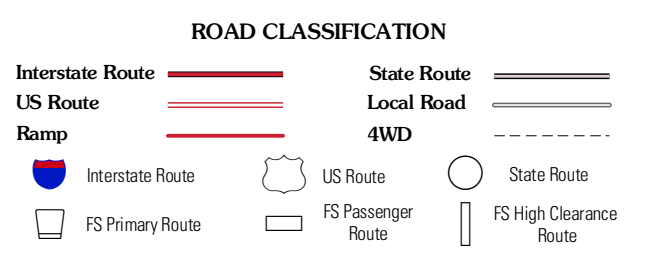 ROAD CLASSIFICATION
Interstate Route
State Route
US Route
Local Road
Ramp
4WD
Interstate Route
US Route
State Route
FS Primary Route
FS Passenger
Route
FS High Clearance
Route